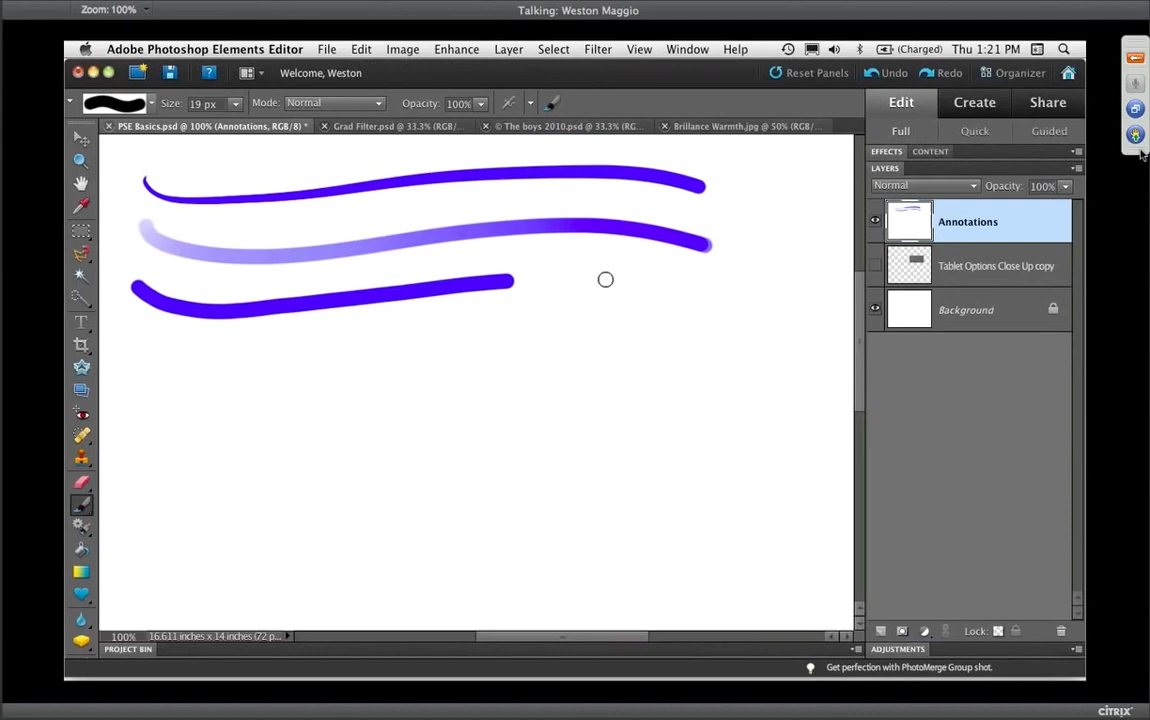 Zoom: 100%
Talking: Weston Maggio
Adobe Photoshop Elements Editor File Edit Image Enhance Layer Select Filter View Window Help (Charged) Thu 1:21 PM
Welcome, Weston Reset Panels Undo Redo Organizer
Size: 19 px Mode: Normal Opacity: 100% Edit Create Share
PSE Basics.psd @ 100% (Annotations, RGB/8) * Grad Filter.psd @ 33.3% (RGB/... © The boys 2010.psd @ 33.3% (RG... Brillance Warmth.jpg @ 50% (RGB/...
Full Quick Guided
EFFECTS CONTENT
LAYERS
Normal Opacity: 100%
Annotations
Tablet Options Close Up copy
Background
T
Lock:
100% 16.611 inches x 14 inches (72 p...
PROJECT BIN ADJUSTMENTS
Get perfection with PhotoMerge Group shot.
CITRIX